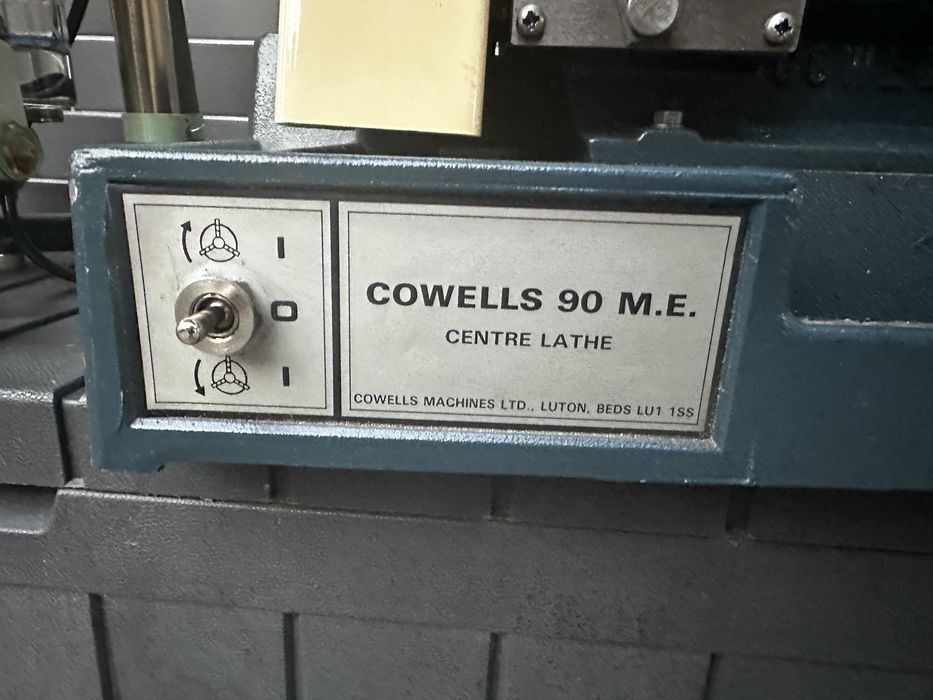 I
O
I
COWELLS 90 M.E.
CENTRE LATHE
COWELLS MACHINES LTD., LUTON, BEDS LU1 1SS